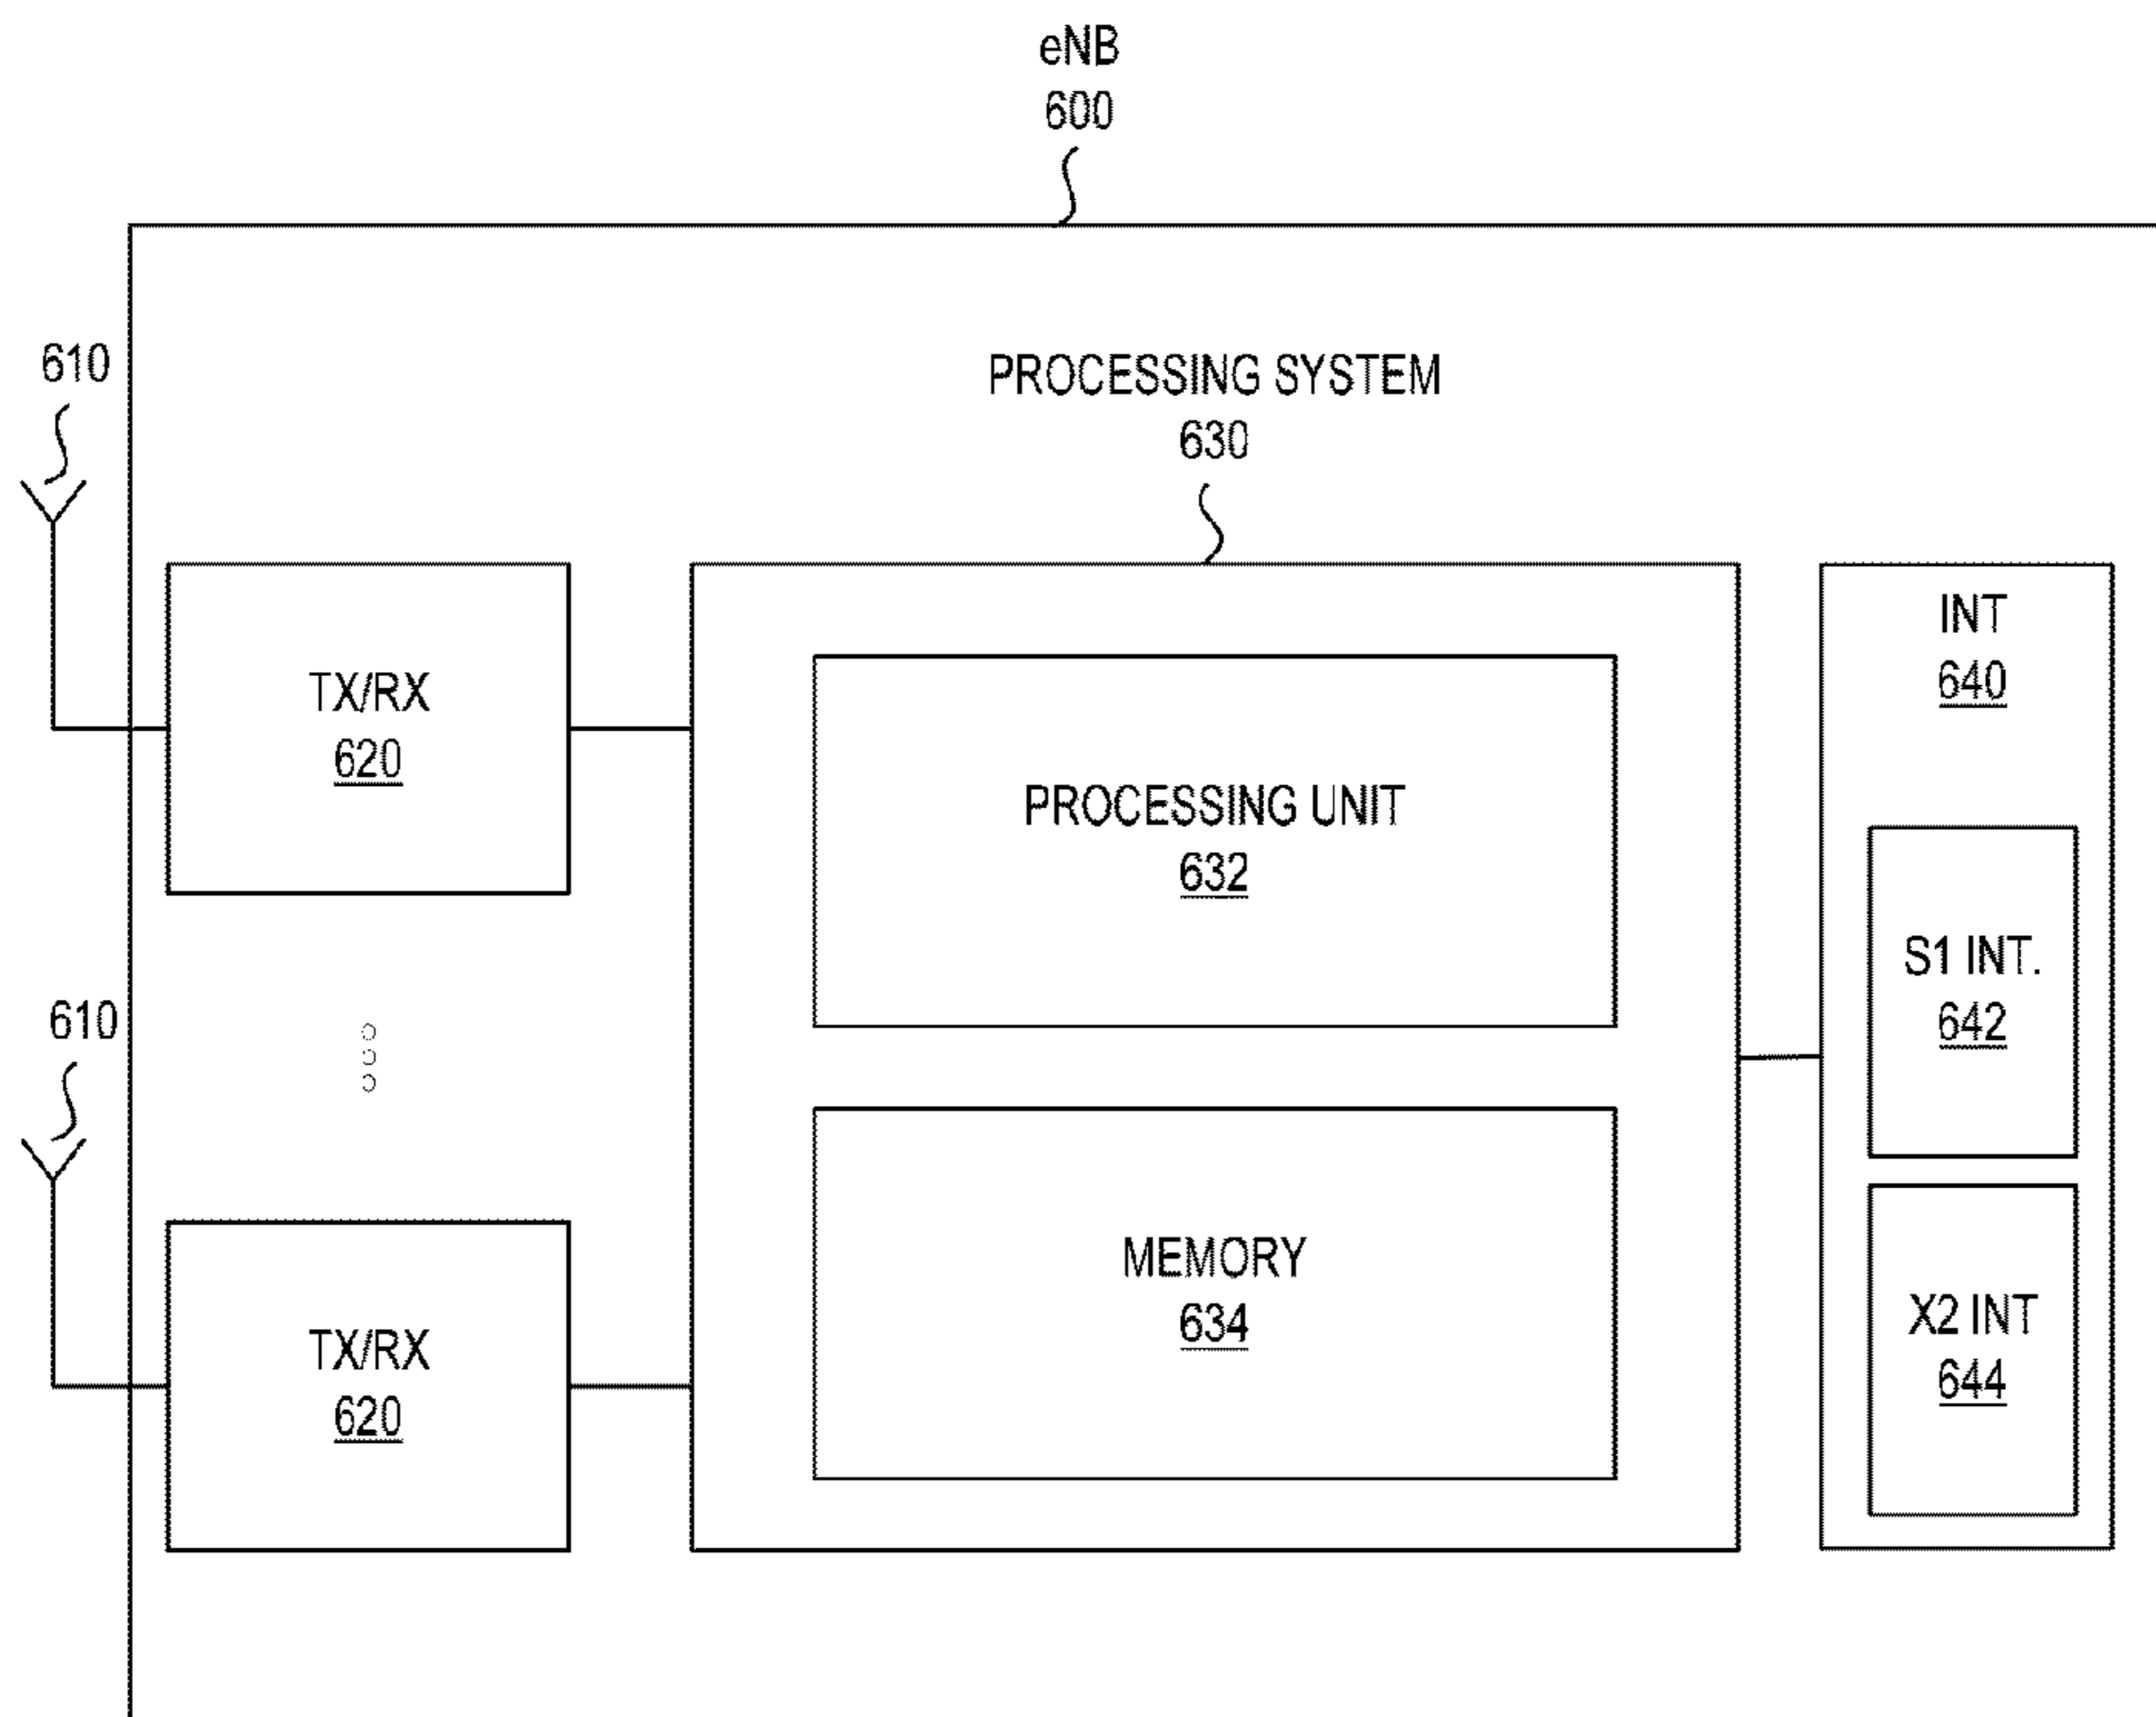 eNB
600
610
PROCESSING SYSTEM
630
INT
640
TX/RX
620
PROCESSING UNIT
632
S1 INT.
642
610
MEMORY
634
X2 INT
644
TX/RX
620